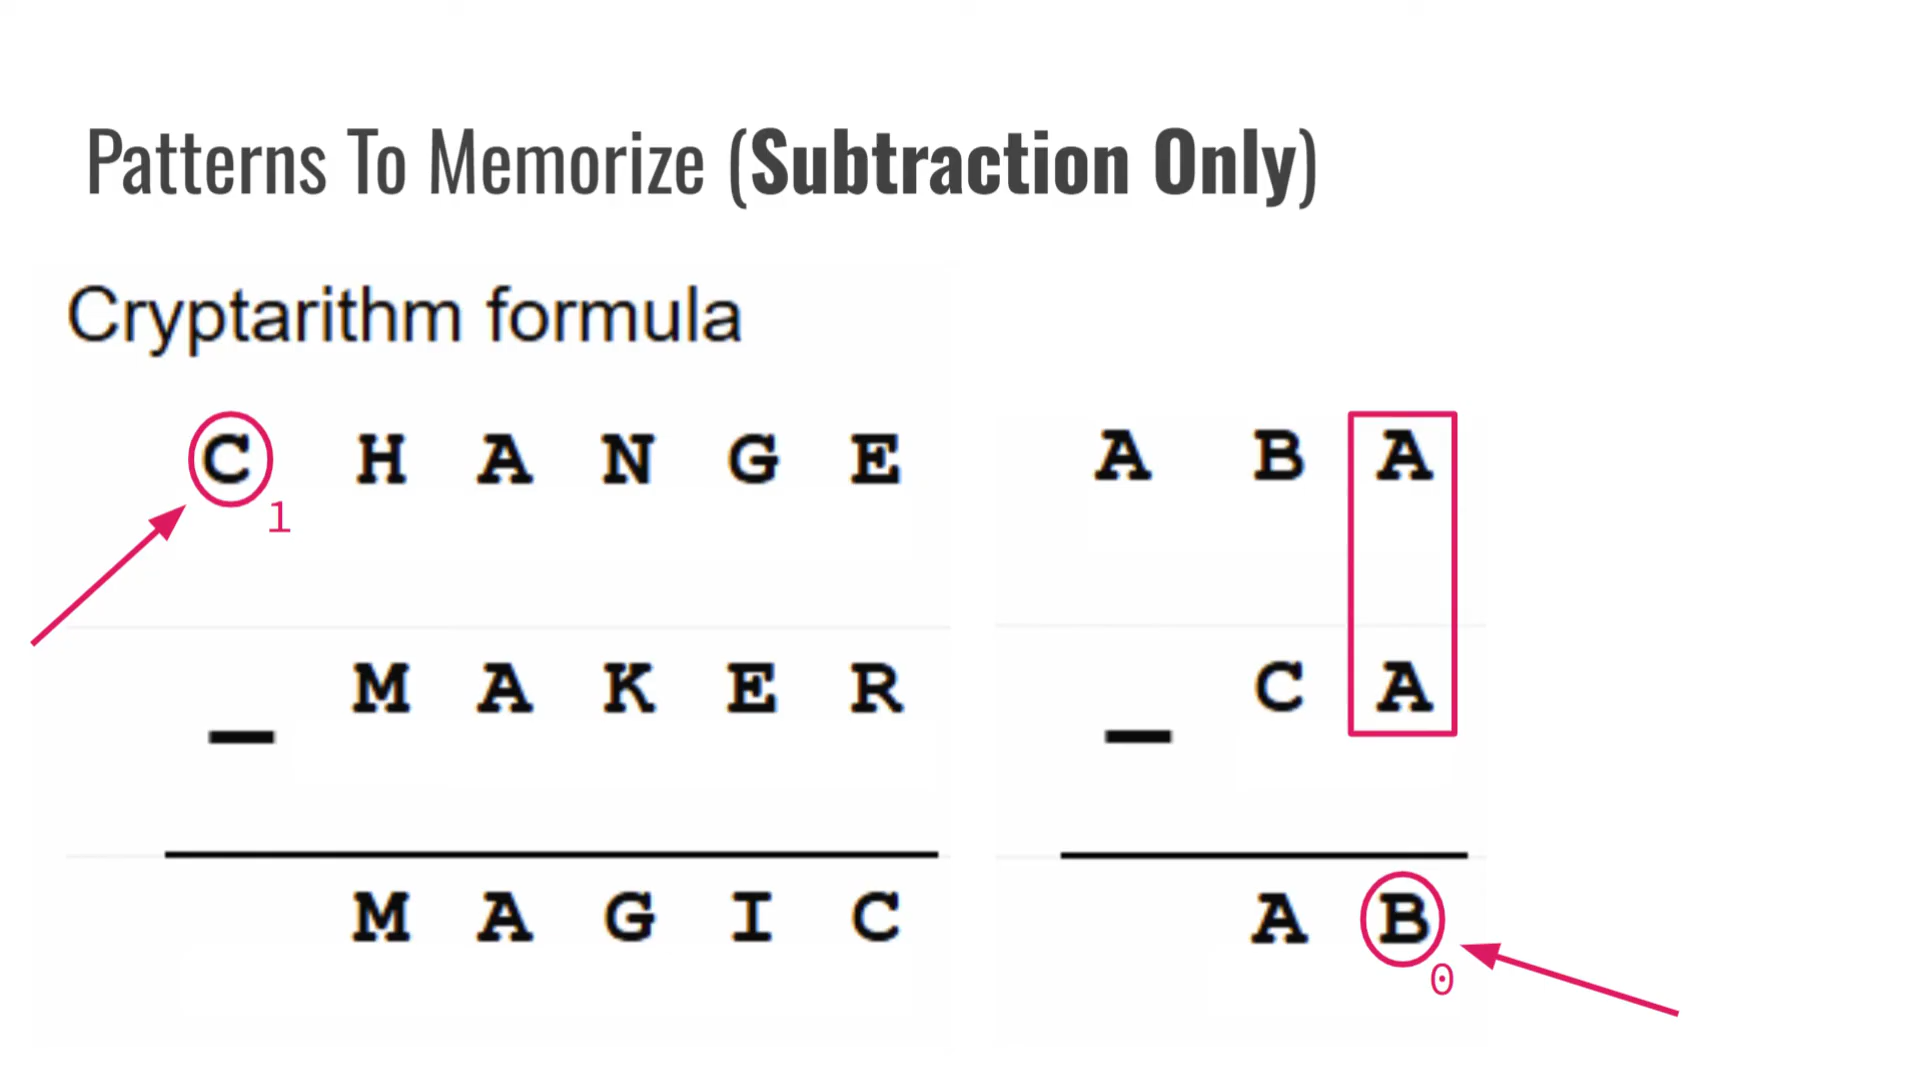 Patterns To Memorize (Subtraction Only)
Cryptarithm formula
C H A N G E
1
M A K E R
–
M A G I C
A B A
C A
–
A B
0